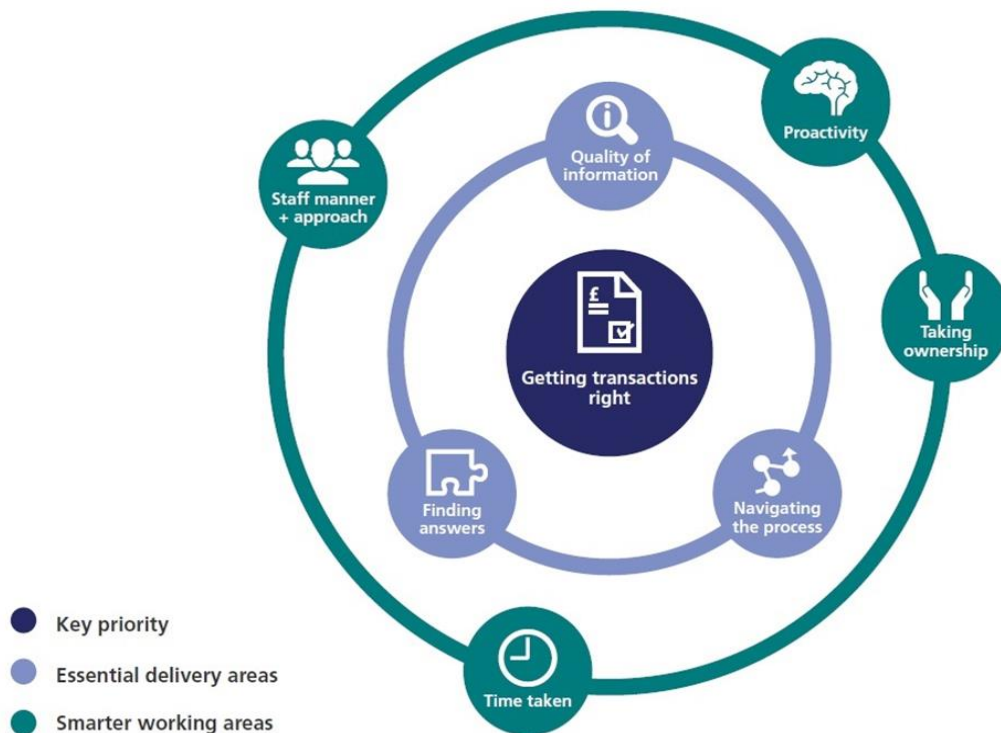 Proactivity
Quality of
information
Staff manner
+ approach
£
Getting transactions
right
Taking
ownership
Finding
answers
Navigating
the process
Time taken
Key priority
Essential delivery areas
Smarter working areas